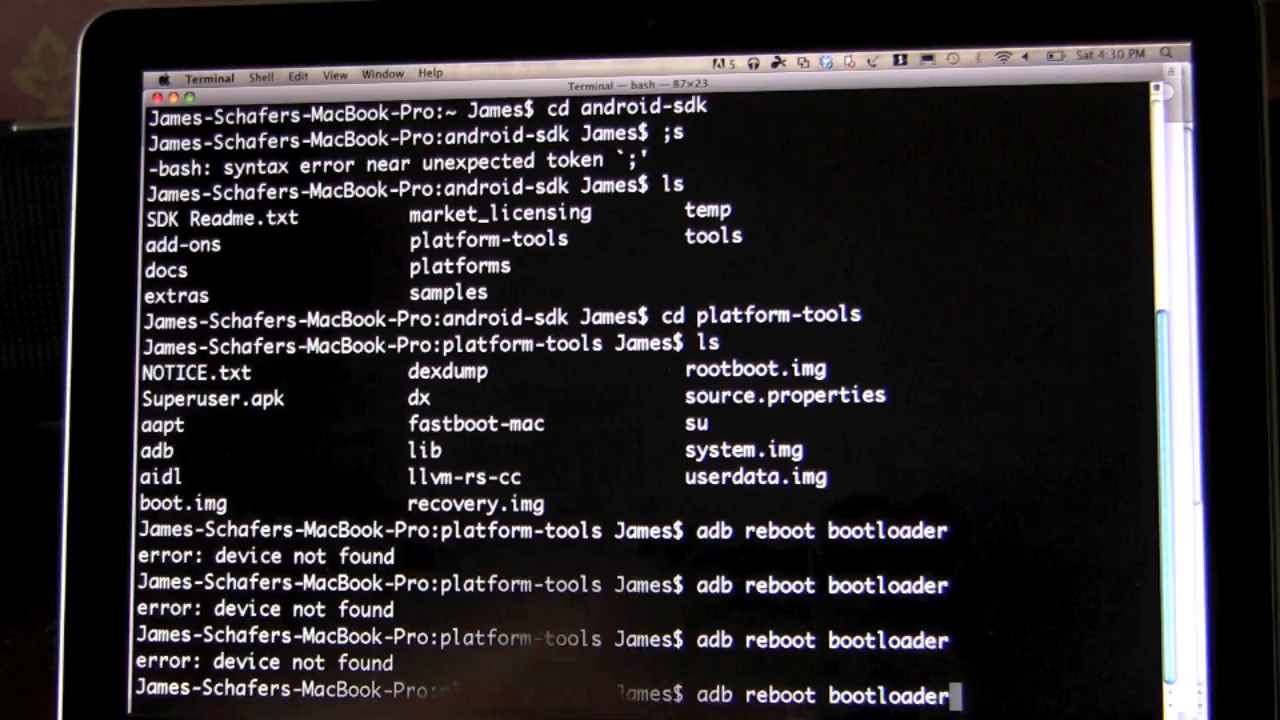 Terminal Shell Edit View Window Help 5 Sat 4:30 PM
Terminal — bash — 87×23
James-Schafers-MacBook-Pro:~ James$ cd android-sdk
James-Schafers-MacBook-Pro:android-sdk James$ ;s
-bash: syntax error near unexpected token `;'
James-Schafers-MacBook-Pro:android-sdk James$ ls
SDK Readme.txt market_licensing temp
add-ons platform-tools tools
docs platforms
extras samples
James-Schafers-MacBook-Pro:android-sdk James$ cd platform-tools
James-Schafers-MacBook-Pro:platform-tools James$ ls
NOTICE.txt dexdump rootboot.img
Superuser.apk dx source.properties
aapt fastboot-mac su
adb lib system.img
aidl llvm-rs-cc userdata.img
boot.img recovery.img
James-Schafers-MacBook-Pro:platform-tools James$ adb reboot bootloader
error: device not found
James-Schafers-MacBook-Pro:platform-tools James$ adb reboot bootloader
error: device not found
James-Schafers-MacBook-Pro:platform-tools James$ adb reboot bootloader
error: device not found
James-Schafers-MacBook-Pro: James$ adb reboot bootloader